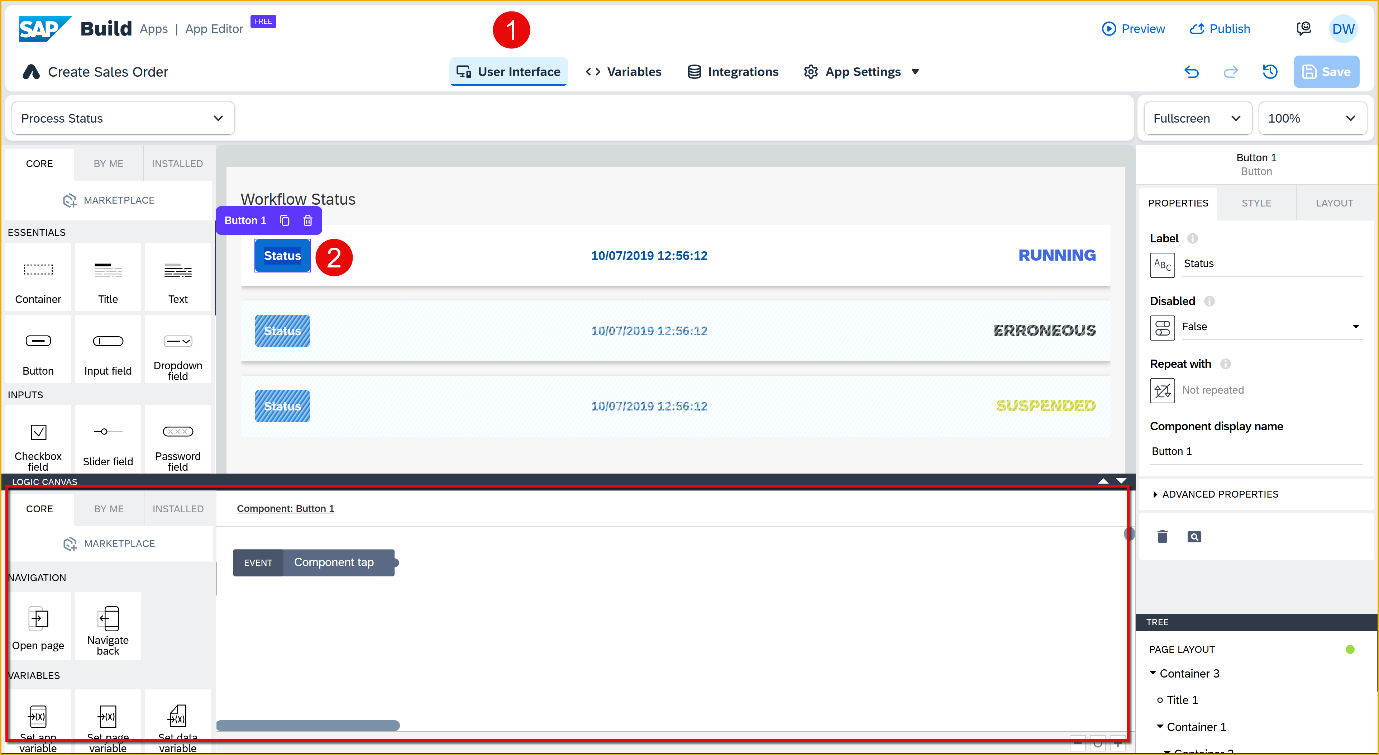 SAP Build Apps | App Editor FREE
1
Preview
Publish
DW
Create Sales Order
User Interface
Variables
Integrations
App Settings
Save
Process Status
Fullscreen
100%
CORE
BY ME
INSTALLED
MARKETPLACE
ESSENTIALS
Container
Title
Text
Button
Input field
Dropdown
field
INPUTS
Checkbox
field
Slider field
Password
field
Workflow Status
Button 1
Status
2
10/07/2019 12:56:12
RUNNING
Status
10/07/2019 12:56:12
ERRONEOUS
Status
10/07/2019 12:56:12
SUSPENDED
Button 1
Button
PROPERTIES
STYLE
LAYOUT
Label
ABC
Status
Disabled
False
Repeat with
Not repeated
Component display name
Button 1
ADVANCED PROPERTIES
LOGIC CANVAS
CORE
BY ME
INSTALLED
MARKETPLACE
NAVIGATION
Open page
Navigate
back
VARIABLES
Set app
variable
Set page
variable
Set data
variable
Component: Button 1
EVENT
Component tap
TREE
PAGE LAYOUT
Container 3
Title 1
Container 1